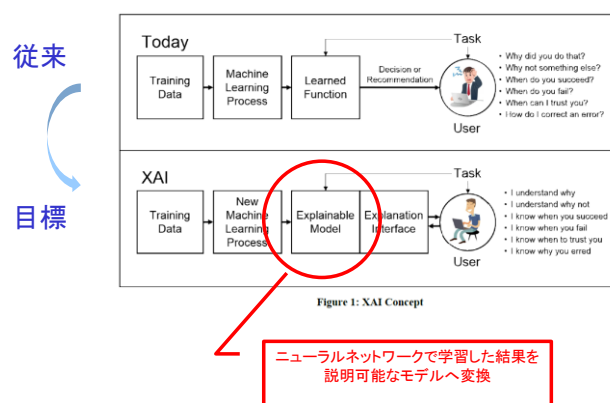 従来
目標
Today
Training
Data
Machine
Learning
Process
Learned
Function
Decision or
Recommendation
Task
User
• Why did you do that?
• Why not something else?
• When do you succeed?
• When do you fail?
• When can I trust you?
• How do I correct an error?
XAI
Training
Data
New
Machine
Learning
Process
Explainable
Model
Explanation
Interface
Task
User
• I understand why
• I understand why not
• I know when you succeed
• I know when you fail
• I know when to trust you
• I know why you erred
Figure 1: XAI Concept
ニューラルネットワークで学習した結果を
説明可能なモデルへ変換